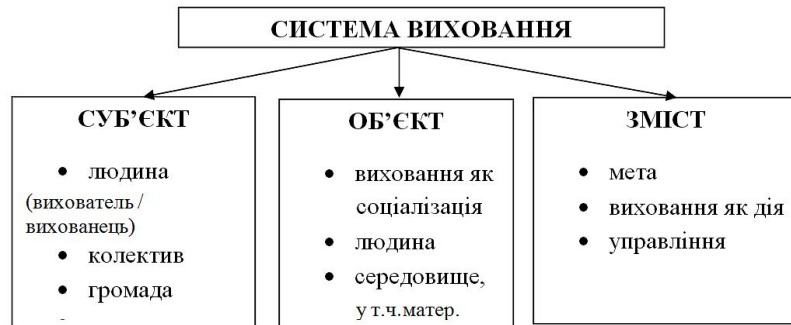 СИСТЕМА ВИХОВАННЯ
СУБ’ЄКТ
• людина
(вихователь /
вихованець)
• колектив
• громада
ОБ’ЄКТ
• виховання як
соціалізація
• людина
• середовище,
у т.ч.матер.
ЗМІСТ
• мета
• виховання як дія
• управління